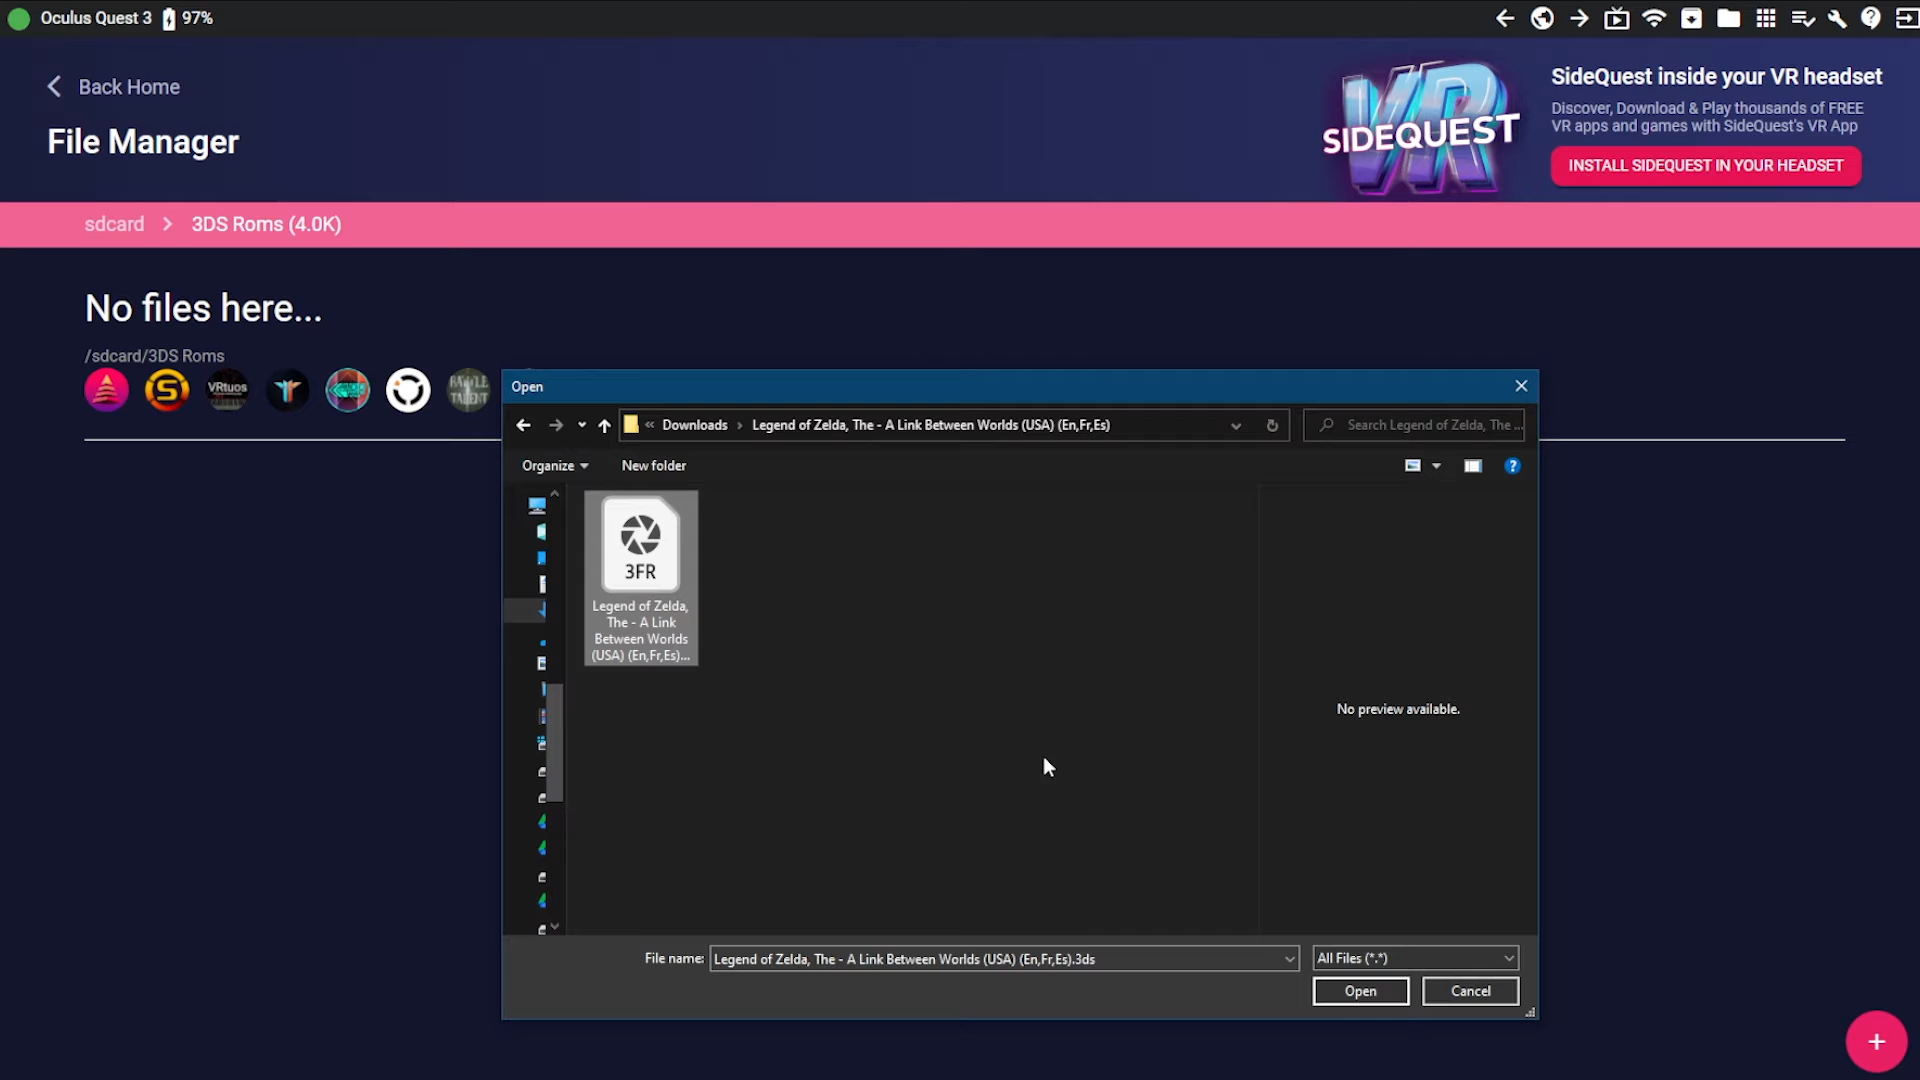 Oculus Quest 3 97%
Back Home
File Manager
SIDEQUEST
VR
SideQuest inside your VR headset
Discover, Download & Play thousands of FREE
VR apps and games with SideQuest's VR App
INSTALL SIDEQUEST IN YOUR HEADSET
sdcard > 3DS Roms (4.0K)
No files here...
/sdcard/3DS Roms
VRtuos
BATTLE
TALENT
Open
« Downloads > Legend of Zelda, The - A Link Between Worlds (USA) (En,Fr,Es)
Search Legend of Zelda, The ...
Organize
New folder
3FR
Legend of Zelda,
The - A Link
Between Worlds
(USA) (En,Fr,Es)...
No preview available.
File name: Legend of Zelda, The - A Link Between Worlds (USA) (En,Fr,Es).3ds
All Files (*.*)
Open
Cancel